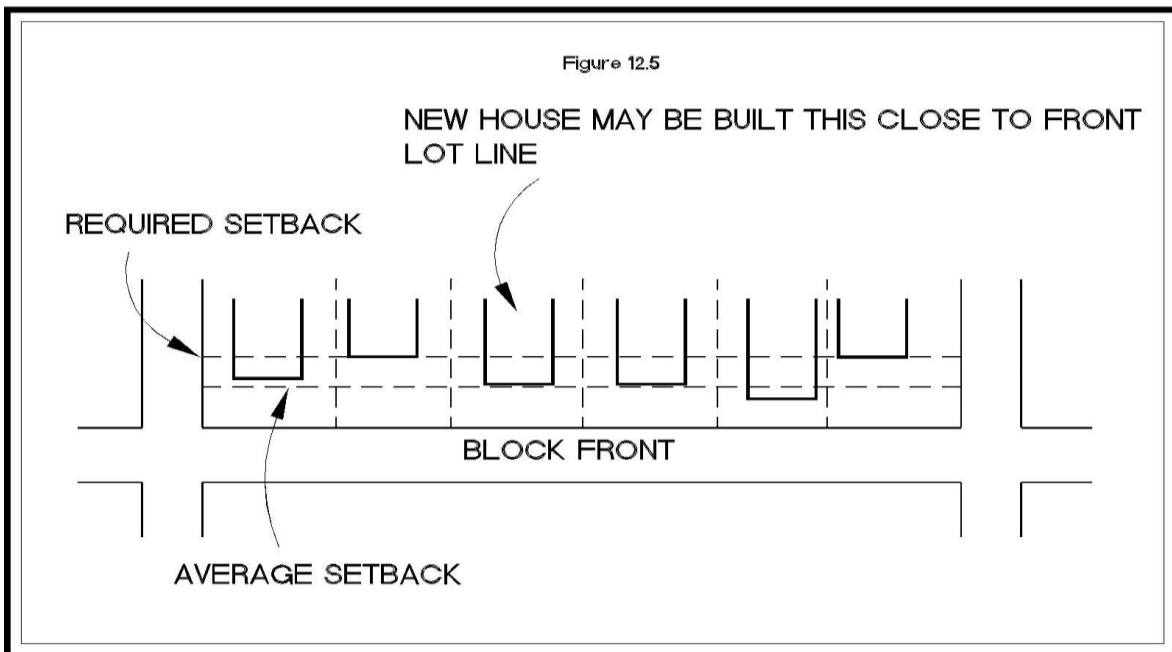 Figure 12.5
NEW HOUSE MAY BE BUILT THIS CLOSE TO FRONT
LOT LINE
REQUIRED SETBACK
BLOCK FRONT
AVERAGE SETBACK